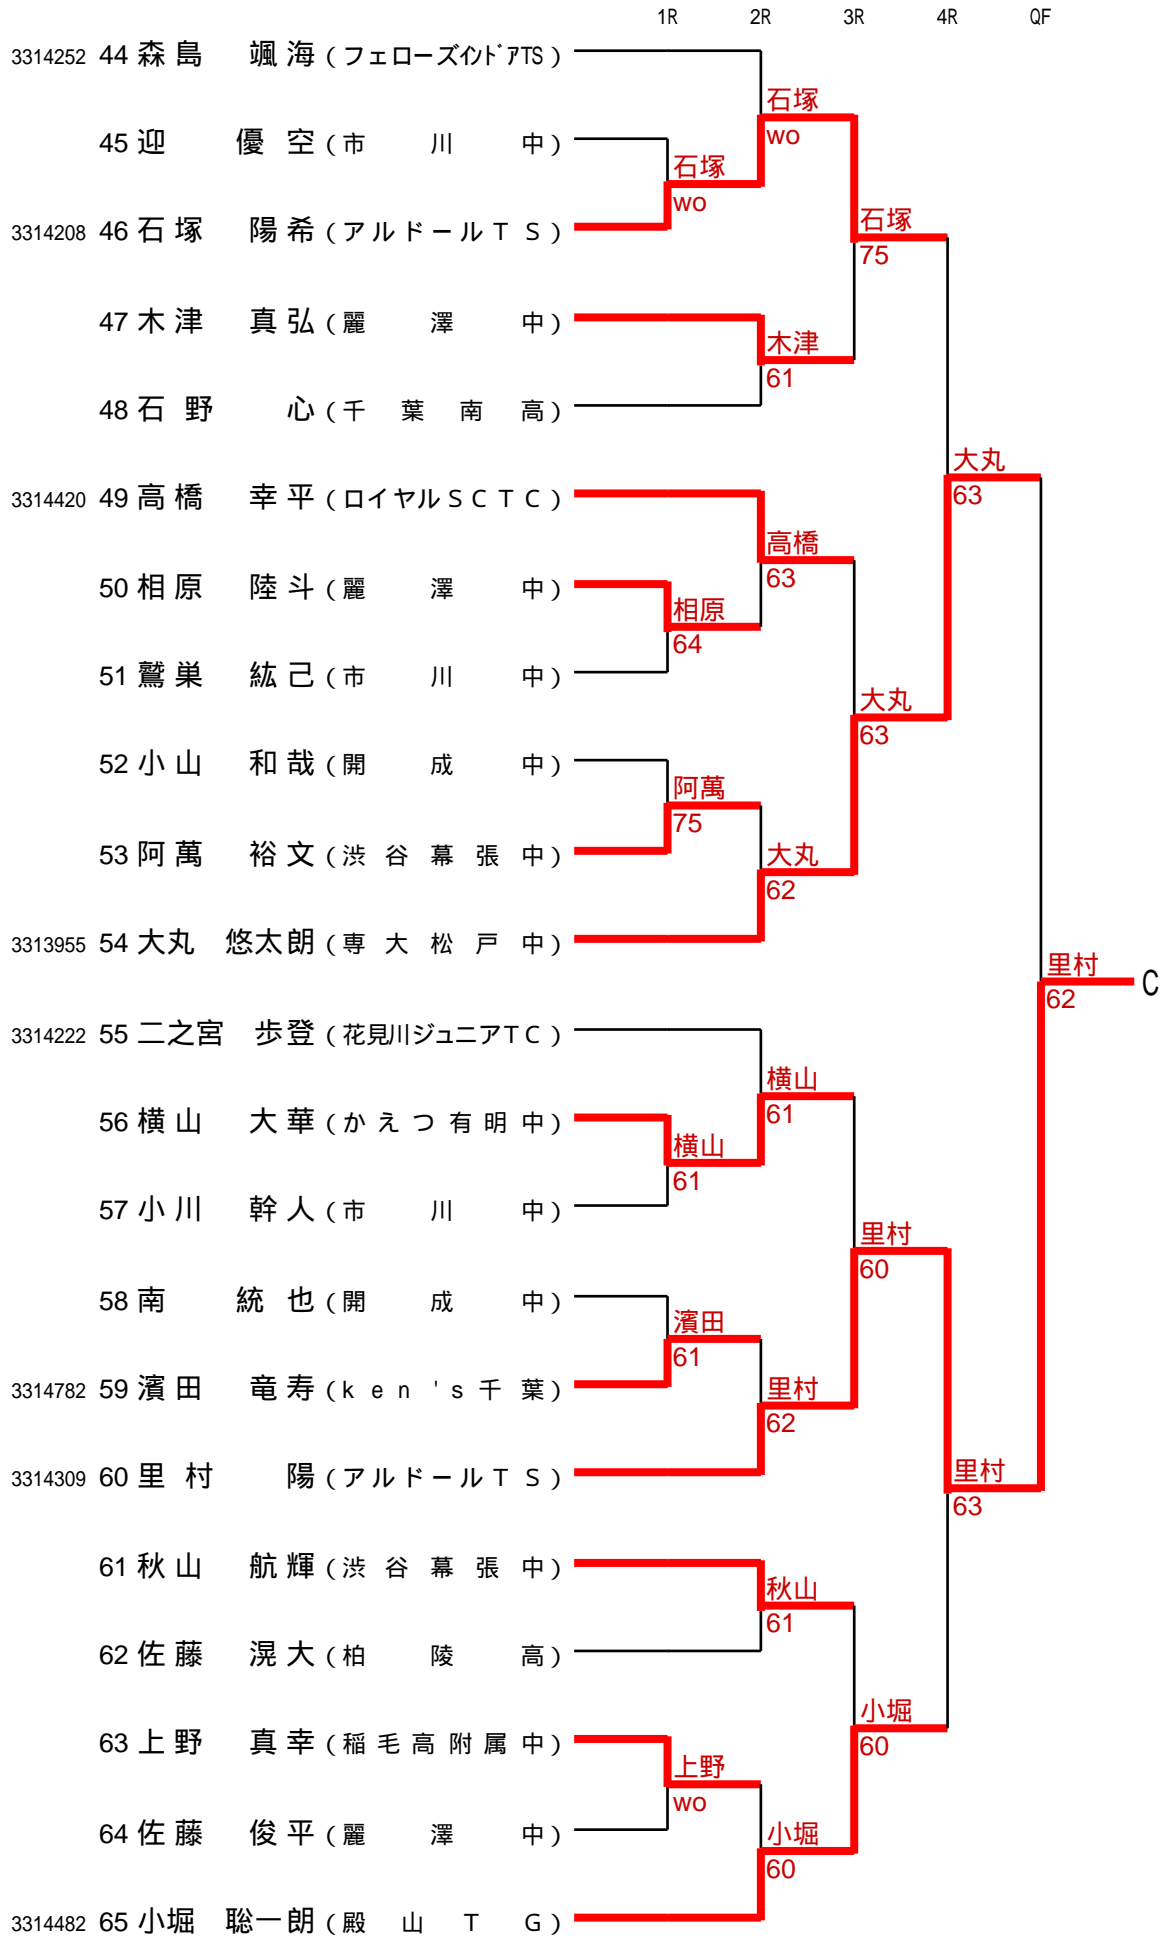 1R 2R 3R 4R QF
3314252 44 森島 颯海 (フェローズインドアTS)
石塚
wo
45 迎 優空 (市川中)
石塚
wo
3314208 46 石塚 陽希 (アルドールTS)
石塚
75
47 木津 真弘 (麗澤中)
木津
61
48 石野 心 (千葉南高)
大丸
63
3314420 49 高橋 幸平 (ロイヤルSCTC)
高橋
63
50 相原 陸斗 (麗澤中)
相原
64
51 鷲巣 紘己 (市川中)
大丸
63
52 小山 和哉 (開成中)
阿萬
75
53 阿萬 裕文 (渋谷幕張中)
大丸
62
3313955 54 大丸 悠太朗 (専大松戸中)
里村 C
62
3314222 55 二之宮 歩登 (花見川ジュニアTC)
横山
61
56 横山 大華 (かえつ有明中)
横山
61
57 小川 幹人 (市川中)
里村
60
58 南 統也 (開成中)
濱田
61
3314782 59 濱田 竜寿 (ken's千葉)
里村
62
3314309 60 里村 陽 (アルドールTS)
里村
63
61 秋山 航輝 (渋谷幕張中)
秋山
61
62 佐藤 滉大 (柏陵高)
小堀
60
63 上野 真幸 (稲毛高附属中)
上野
wo
64 佐藤 俊平 (麗澤中)
小堀
60
3314482 65 小堀 聡一朗 (殿山TG)